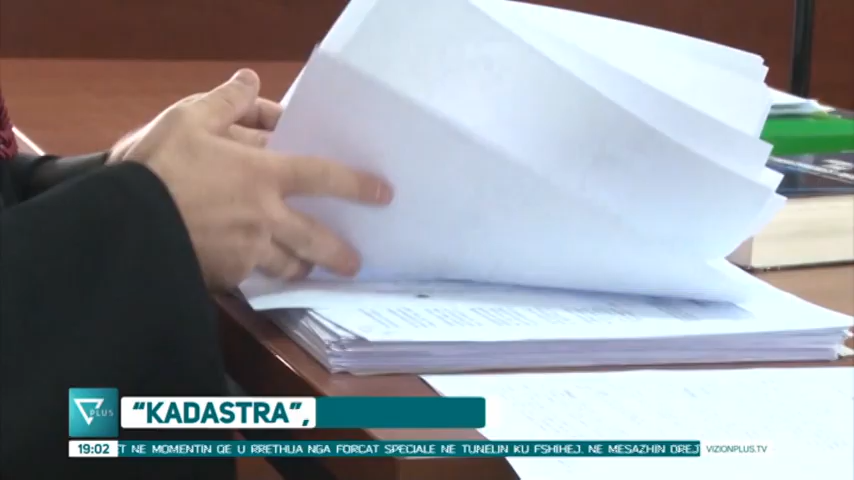 "KADASTRA",
PLUS
19:02 T NE MOMENTIN QE U RRETHUA NGA FORCAT SPECIALE NE TUNELIN KU FSHIHEJ. NE MESAZHIN DREJ VIZIONPLUS.TV